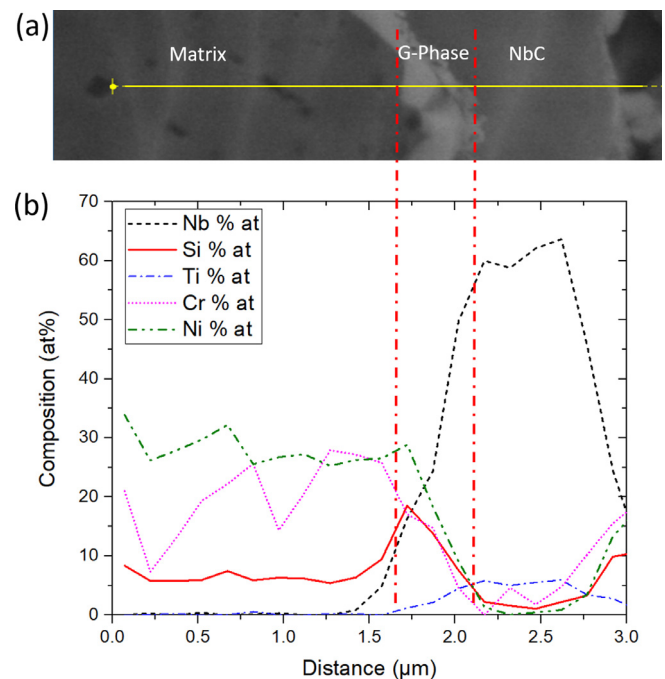 (a)
Matrix G-Phase NbC
(b)
70
60
50
40
30
20
10
0
Composition (at%)
Nb % at
Si % at
Ti % at
Cr % at
Ni % at
0.0 0.5 1.0 1.5 2.0 2.5 3.0
Distance (µm)